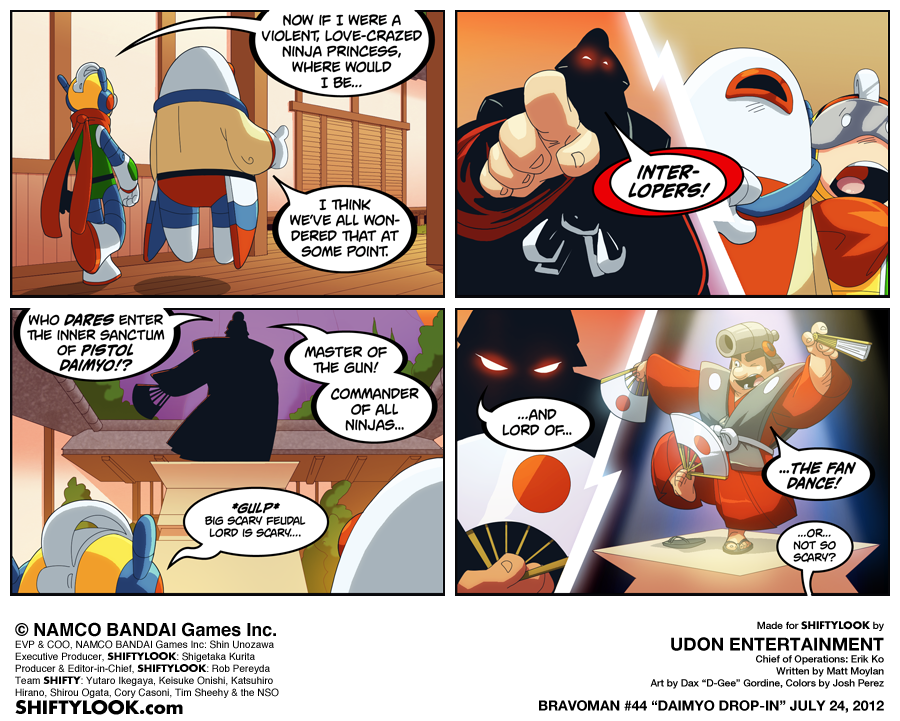 NOW IF I WERE A
VIOLENT, LOVE-CRAZED
NINJA PRINCESS,
WHERE WOULD
I BE...
I THINK
WE'VE ALL WON-
DERED THAT AT
SOME POINT.
INTER-
LOPERS!
WHO DARES ENTER
THE INNER SANCTUM
OF PISTOL
DAIMYO!?
MASTER OF
THE GUN!
COMMANDER
OF ALL
NINJAS...
*GULP*
BIG SCARY FEUDAL
LORD IS SCARY....
...AND
LORD OF...
...THE FAN
DANCE!
...OR...
NOT SO
SCARY?
© NAMCO BANDAI Games Inc.
EVP & COO, NAMCO BANDAI Games Inc: Shin Unozawa
Executive Producer, SHIFTYLOOK: Shigetaka Kurita
Producer & Editor-in-Chief, SHIFTYLOOK: Rob Pereyda
Team SHIFTY: Yutaro Ikegaya, Keisuke Onishi, Katsuhiro
Hirano, Shirou Ogata, Cory Casoni, Tim Sheehy & the NSO
SHIFTYLOOK.com
Made for SHIFTYLOOK by
UDON ENTERTAINMENT
Chief of Operations: Erik Ko
Written by Matt Moylan
Art by Dax "D-Gee" Gordine, Colors by Josh Perez
BRAVOMAN #44 "DAIMYO DROP-IN" JULY 24, 2012